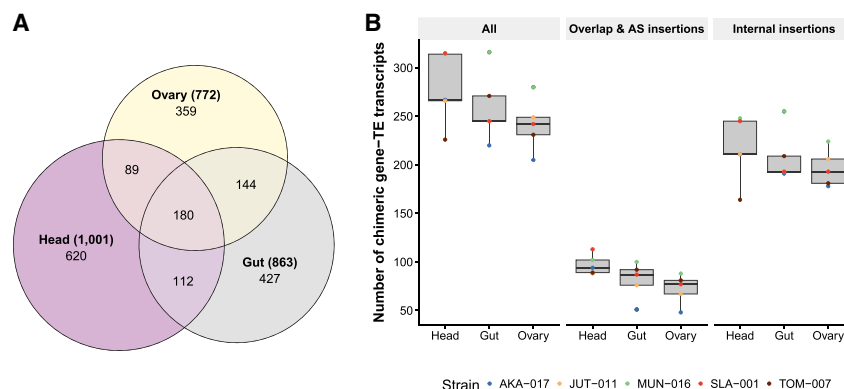 A
Ovary (772)
359
89
144
180
Head (1,001)
620
Gut (863)
427
112
B
All
Overlap & AS insertions
Internal insertions
Number of chimeric gene−TE transcripts
300
250
200
150
100
50
Head Gut Ovary
Head Gut Ovary
Head Gut Ovary
Strain AKA−017 JUT−011 MUN−016 SLA−001 TOM−007